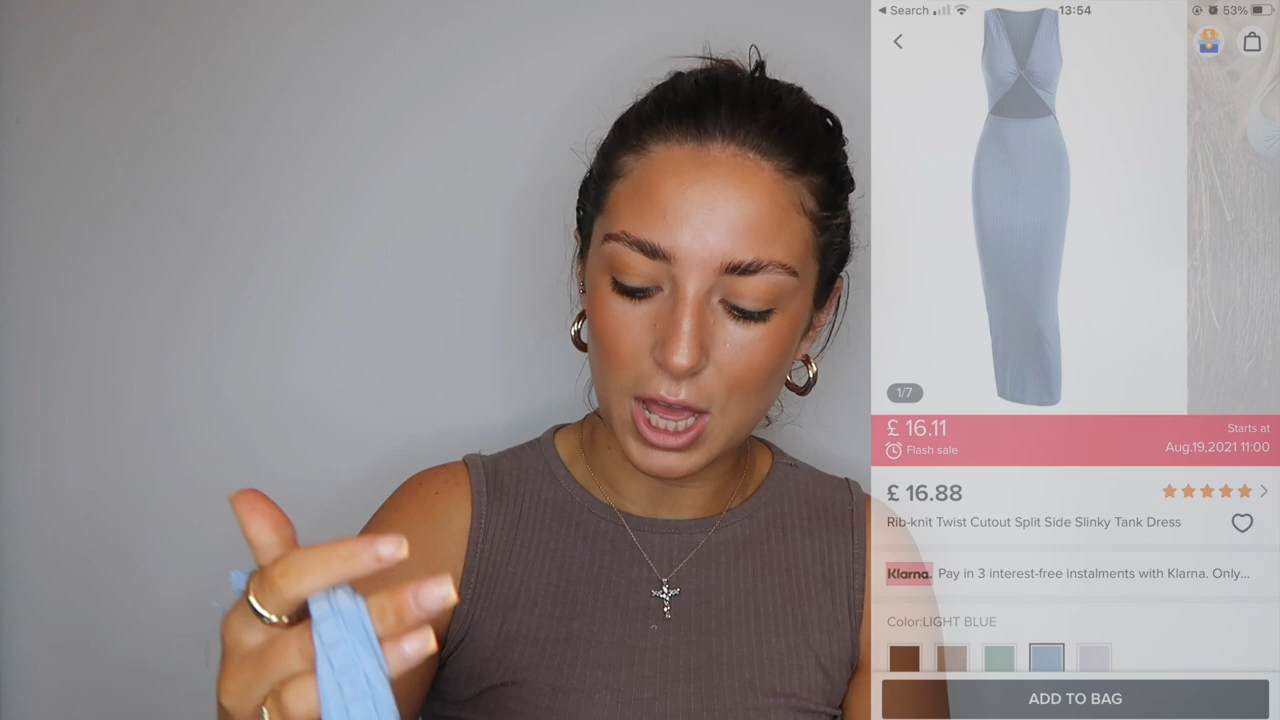 Search
13:54
53%
1/7
£ 16.11
Starts at
Flash sale
Aug.19,2021 11:00
£ 16.88
Rib-knit Twist Cutout Split Side Slinky Tank Dress
Klarna. Pay in 3 interest-free instalments with Klarna. Only...
Color:LIGHT BLUE
ADD TO BAG